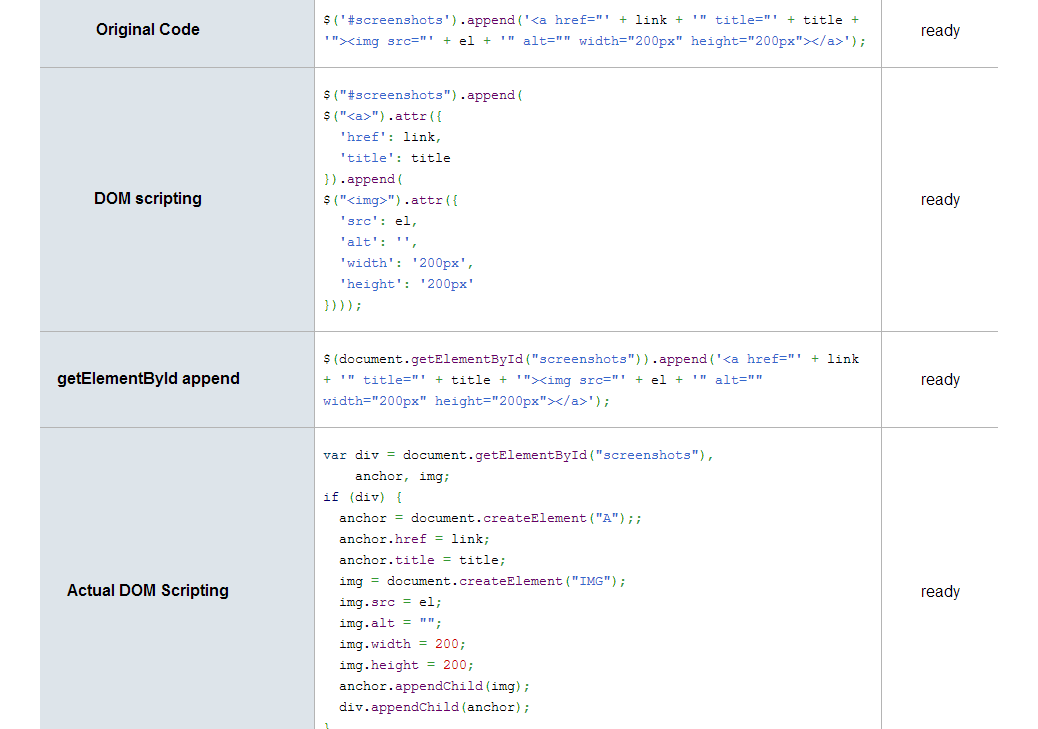 Original Code
$('#screenshots').append('<a href="' + link + '" title="' + title +
'"><img src="' + el + '" alt="" width="200px" height="200px"></a>');
ready
DOM scripting
$("#screenshots").append(
$("<a>").attr({
  'href': link,
  'title': title
}).append(
$("<img>").attr({
  'src': el,
  'alt': '',
  'width': '200px',
  'height': '200px'
})));
ready
getElementById append
$(document.getElementById("screenshots")).append('<a href="' + link
+ '" title="' + title + '"><img src="' + el + '" alt=""
width="200px" height="200px"></a>');
ready
Actual DOM Scripting
var div = document.getElementById("screenshots"),
    anchor, img;
if (div) {
  anchor = document.createElement("A");;
  anchor.href = link;
  anchor.title = title;
  img = document.createElement("IMG");
  img.src = el;
  img.alt = "";
  img.width = 200;
  img.height = 200;
  anchor.appendChild(img);
  div.appendChild(anchor);
}
ready